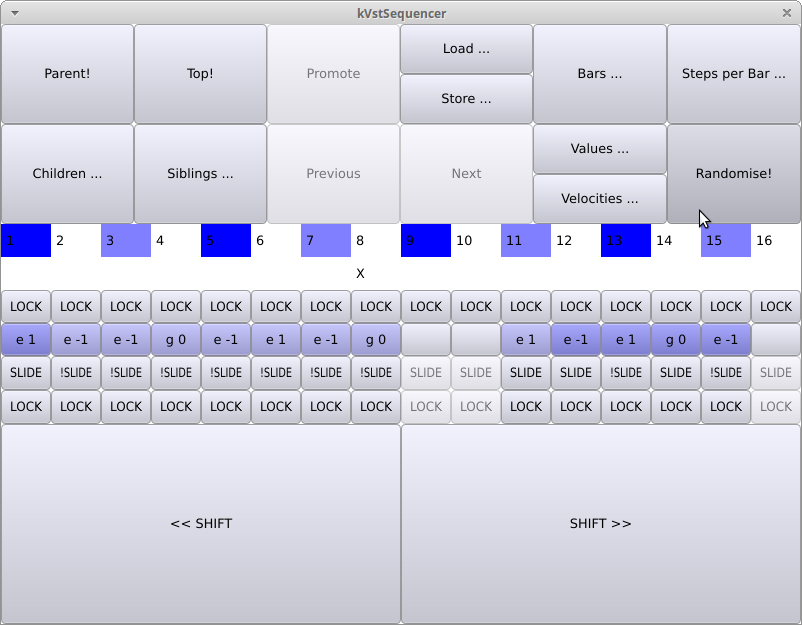 kVstSequencer
Parent! Top! Promote Load ... Bars ... Steps per Bar ...
Store ...
Children ... Siblings ... Previous Next Values ... Randomise!
Velocities ...
1 2 3 4 5 6 7 8 9 10 11 12 13 14 15 16
X
LOCK LOCK LOCK LOCK LOCK LOCK LOCK LOCK LOCK LOCK LOCK LOCK LOCK LOCK LOCK LOCK
e 1 e -1 e -1 g 0 e -1 e 1 e -1 g 0 e 1 e -1 e 1 g 0 e -1
SLIDE !SLIDE !SLIDE !SLIDE !SLIDE !SLIDE !SLIDE !SLIDE SLIDE SLIDE SLIDE SLIDE !SLIDE SLIDE !SLIDE SLIDE
LOCK LOCK LOCK LOCK LOCK LOCK LOCK LOCK LOCK LOCK LOCK LOCK LOCK LOCK LOCK LOCK
<< SHIFT SHIFT >>